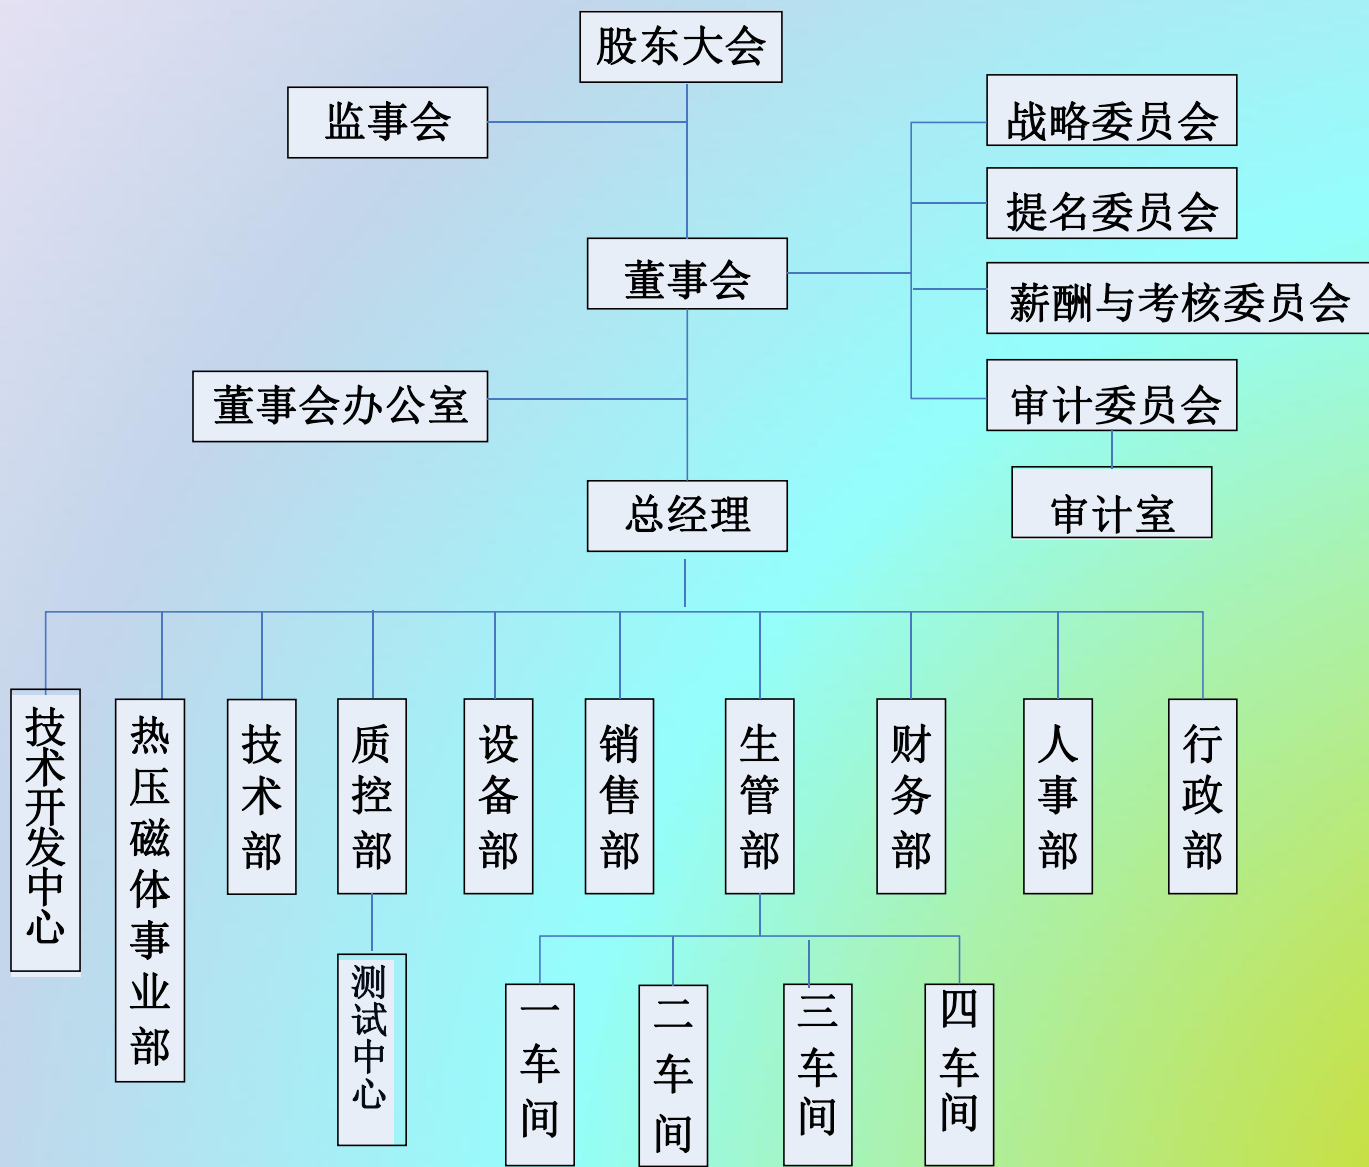 股东大会
监事会
战略委员会
提名委员会
董事会
薪酬与考核委员会
董事会办公室
审计委员会
总经理
审计室
技术开发中心
热压磁体事业部
技术部
质控部
设备部
销售部
生管部
财务部
人事部
行政部
测试中心
一车间
二车间
三车间
四车间